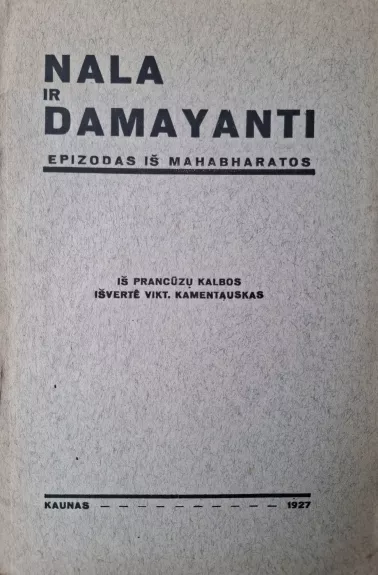 NALA
IR
DAMAYANTI
EPIZODAS IŠ MAHABHARATOS
IŠ PRANCŪZŲ KALBOS
IŠVERTĖ VIKT. KAMENTAUSKAS
KAUNAS — — — — — — — — — — 1927